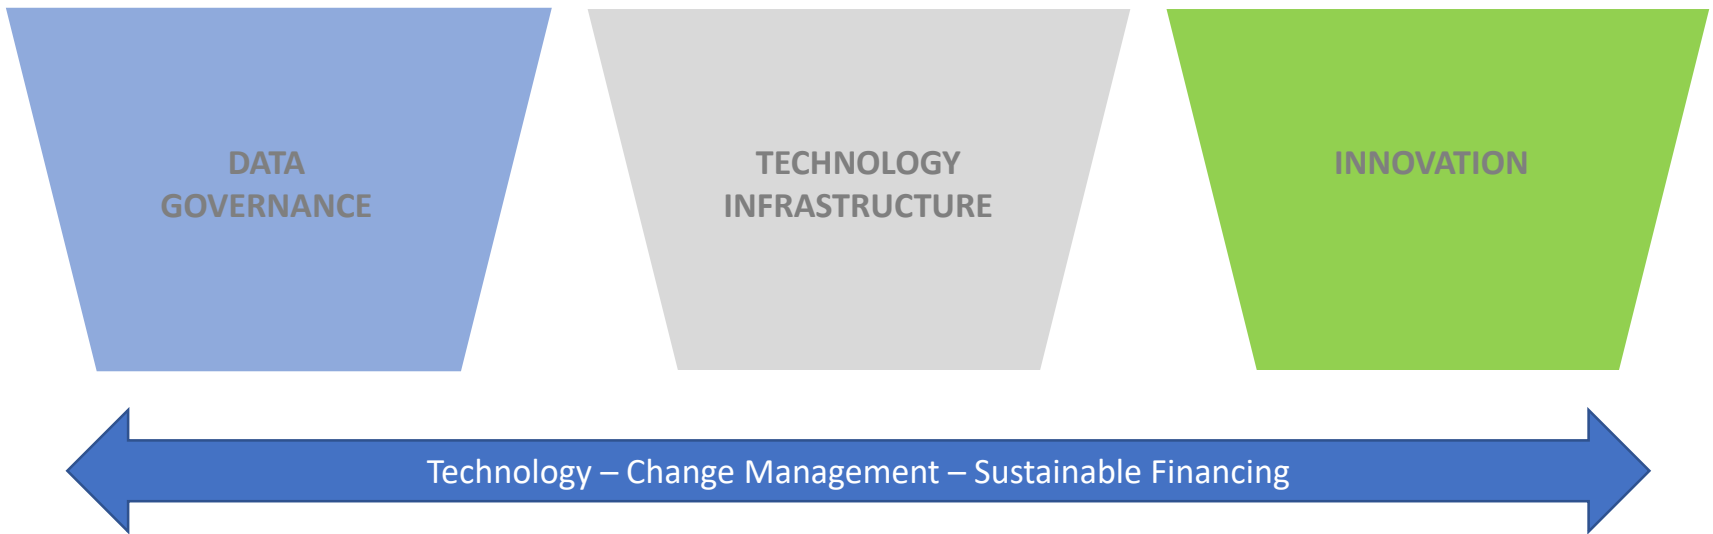 DATA
GOVERNANCE
TECHNOLOGY
INFRASTRUCTURE
INNOVATION
Technology – Change Management – Sustainable Financing